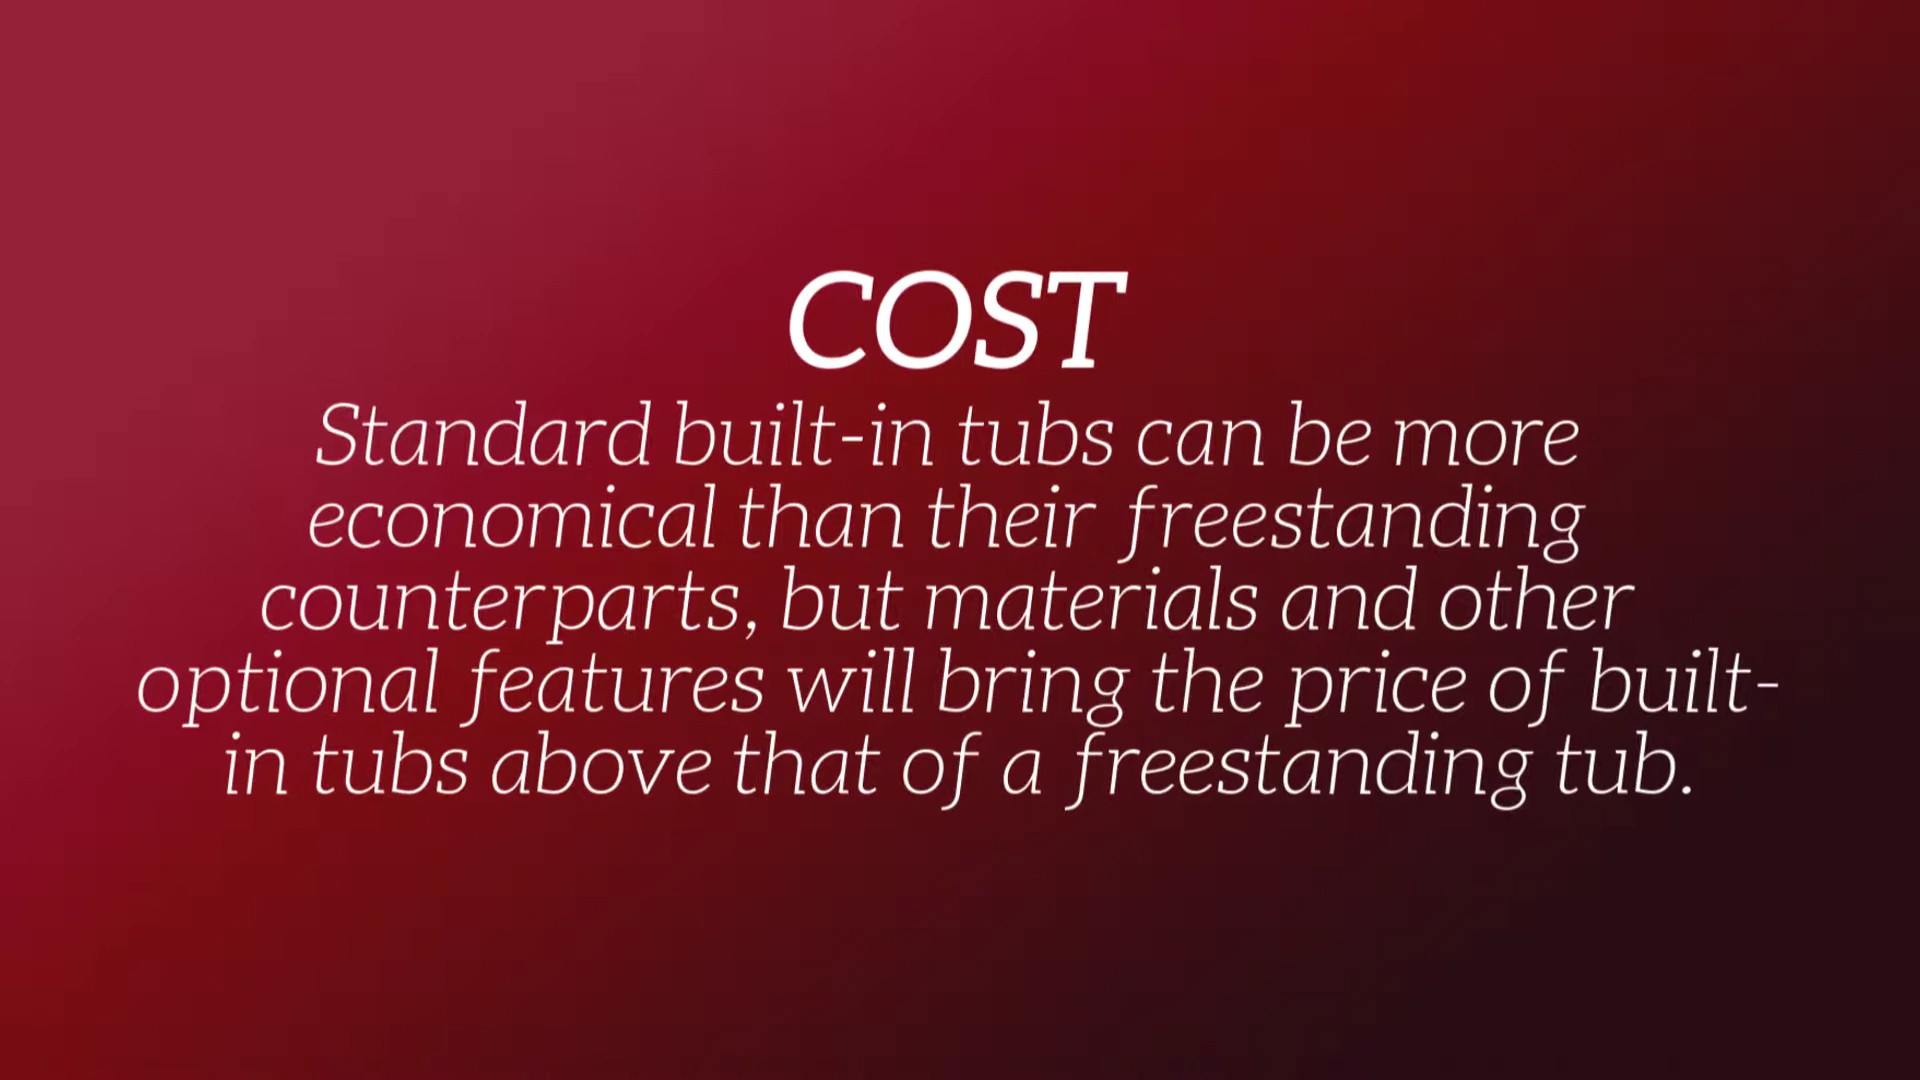 COST
Standard built-in tubs can be more
economical than their freestanding
counterparts, but materials and other
optional features will bring the price of built-
in tubs above that of a freestanding tub.